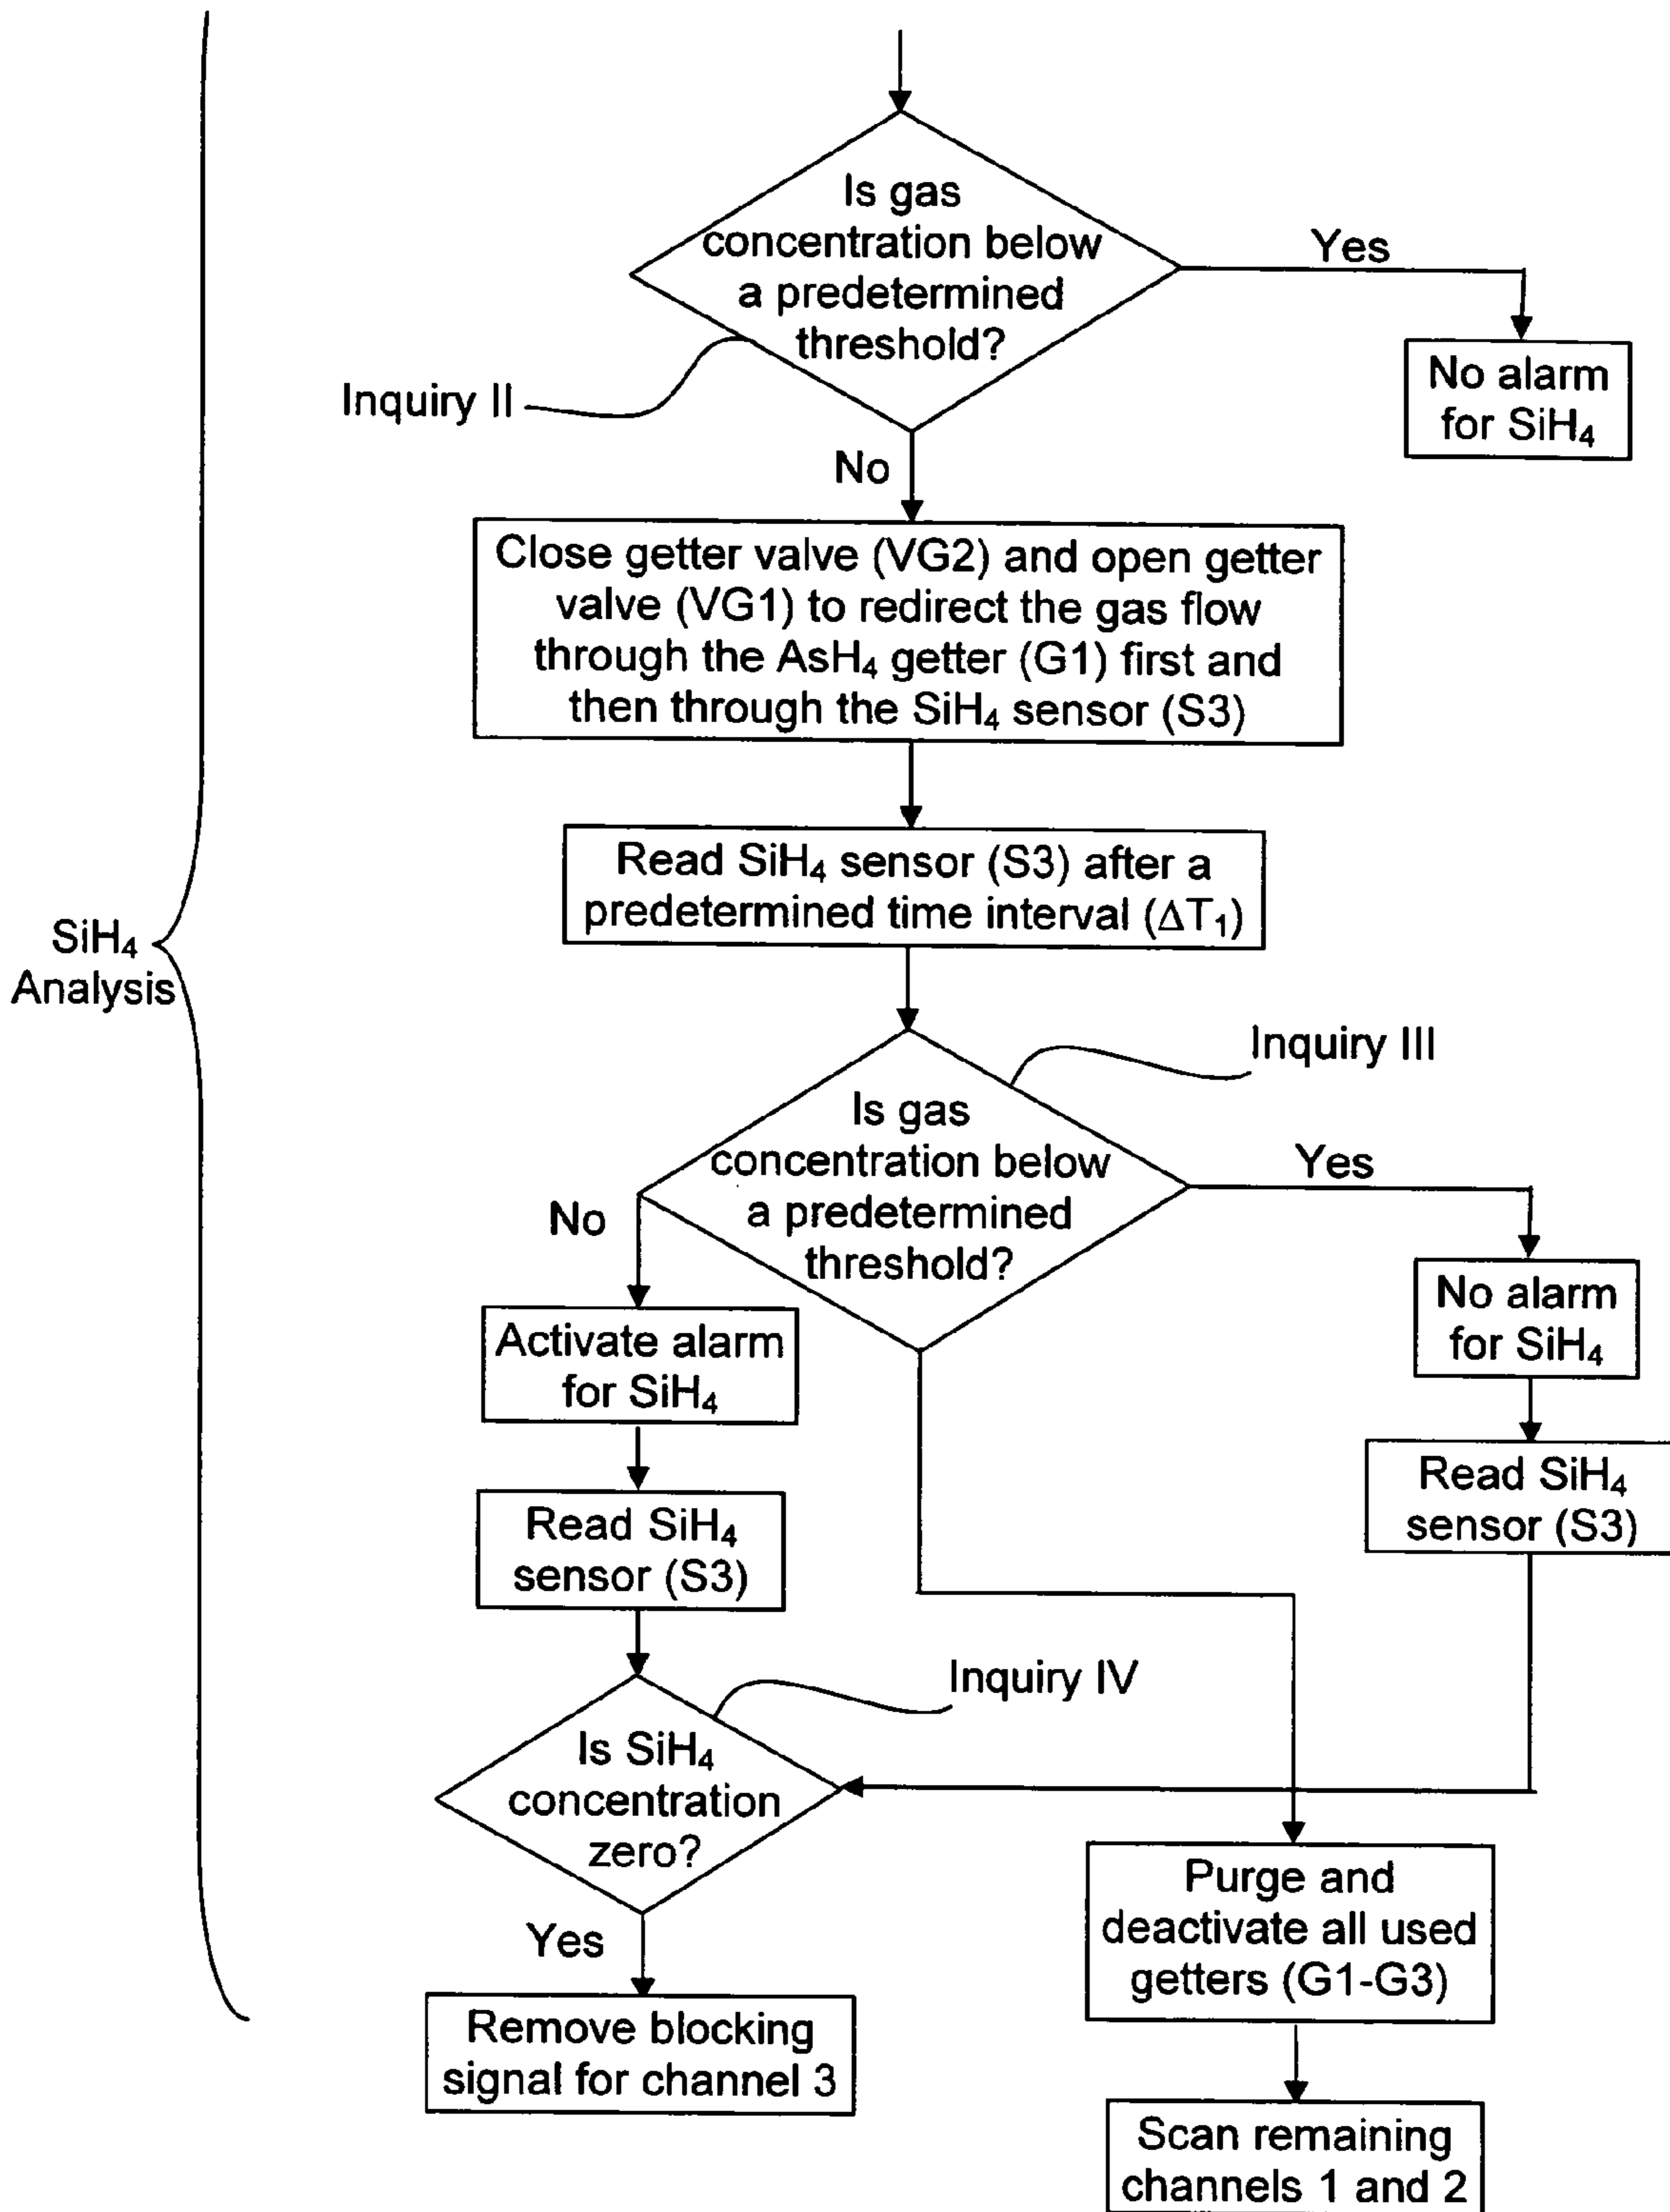 Is gas
concentration below
a predetermined
threshold?
Yes
No alarm
for SiH₄
Inquiry II
No
Close getter valve (VG2) and open getter
valve (VG1) to redirect the gas flow
through the AsH₄ getter (G1) first and
then through the SiH₄ sensor (S3)
Read SiH₄ sensor (S3) after a
predetermined time interval (ΔT₁)
SiH₄
Analysis
Inquiry III
Is gas
concentration below
a predetermined
threshold?
Yes
No
No alarm
for SiH₄
Activate alarm
for SiH₄
Read SiH₄
sensor (S3)
Read SiH₄
sensor (S3)
Inquiry IV
Is SiH₄
concentration
zero?
Purge and
deactivate all used
getters (G1-G3)
Yes
Remove blocking
signal for channel 3
Scan remaining
channels 1 and 2